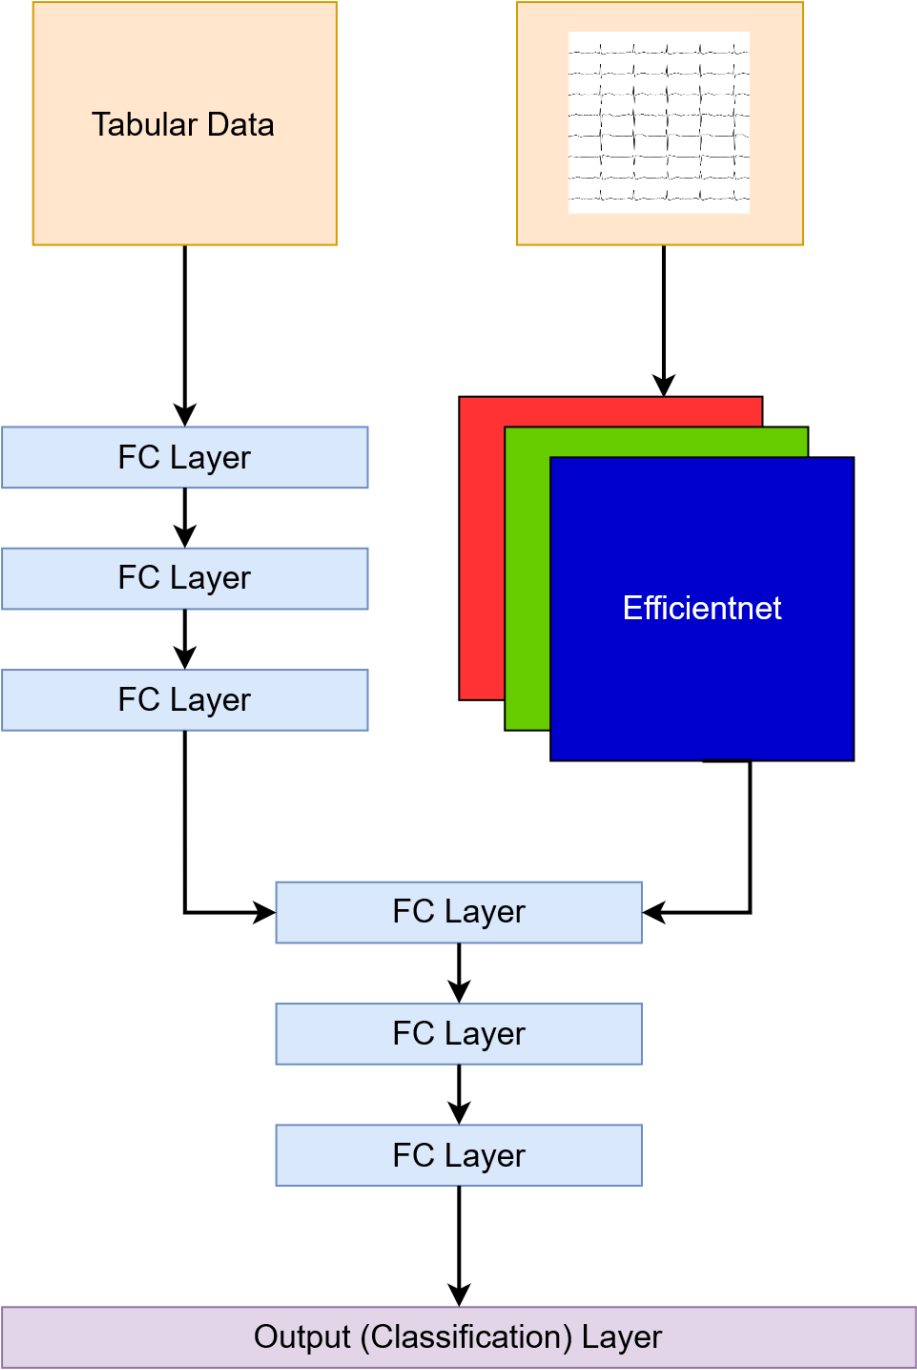 Tabular Data
FC Layer
FC Layer
FC Layer
Efficientnet
FC Layer
FC Layer
FC Layer
Output (Classification) Layer